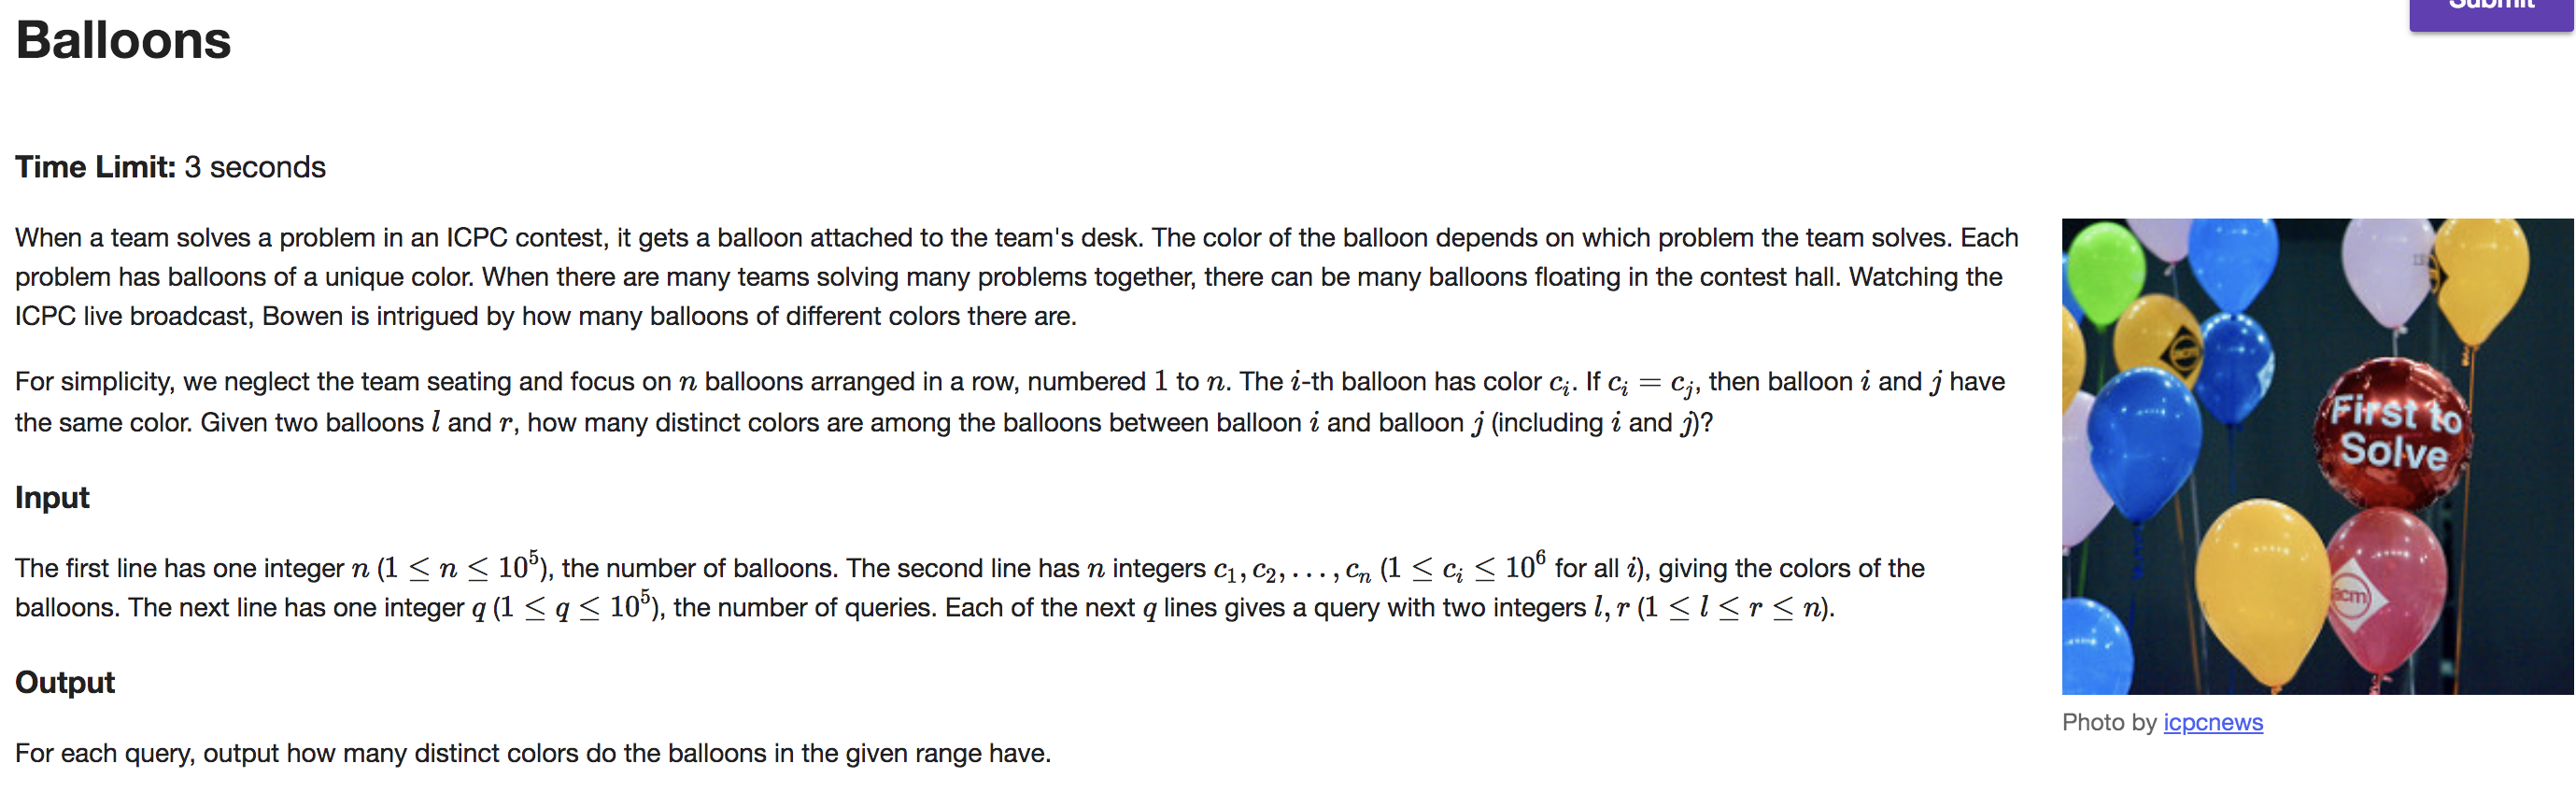 Submit
Balloons
Time Limit: 3 seconds
When a team solves a problem in an ICPC contest, it gets a balloon attached to the team's desk. The color of the balloon depends on which problem the team solves. Each
problem has balloons of a unique color. When there are many teams solving many problems together, there can be many balloons floating in the contest hall. Watching the
ICPC live broadcast, Bowen is intrigued by how many balloons of different colors there are.
For simplicity, we neglect the team seating and focus on n balloons arranged in a row, numbered 1 to n. The i-th balloon has color c_i. If c_i = c_j, then balloon i and j have
the same color. Given two balloons l and r, how many distinct colors are among the balloons between balloon i and balloon j (including i and j)?
Input
The first line has one integer n (1 ≤ n ≤ 10^5), the number of balloons. The second line has n integers c_1, c_2, . . . , c_n (1 ≤ c_i ≤ 10^6 for all i), giving the colors of the
balloons. The next line has one integer q (1 ≤ q ≤ 10^5), the number of queries. Each of the next q lines gives a query with two integers l, r (1 ≤ l ≤ r ≤ n).
Output
For each query, output how many distinct colors do the balloons in the given range have.
First to
Solve
acm
acm
Photo by icpcnews